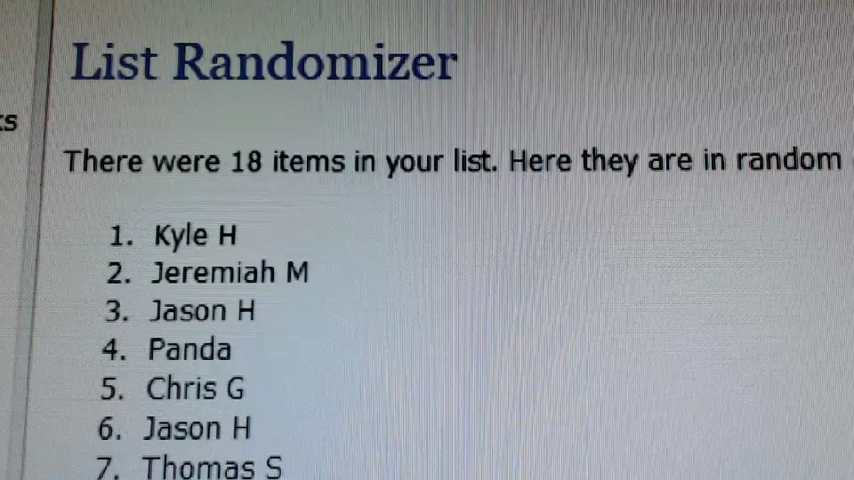 List Randomizer
ks
There were 18 items in your list. Here they are in random
1. Kyle H
2. Jeremiah M
3. Jason H
4. Panda
5. Chris G
6. Jason H
7. Thomas S